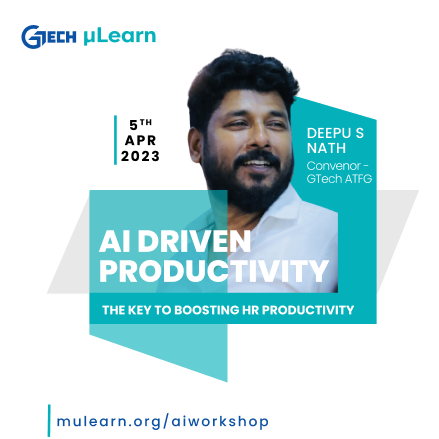 GTECH µLearn
5TH
APR
2023
DEEPU S
NATH
Convenor -
GTech ATFG
AI DRIVEN
PRODUCTIVITY
THE KEY TO BOOSTING HR PRODUCTIVITY
mulearn.org/aiworkshop